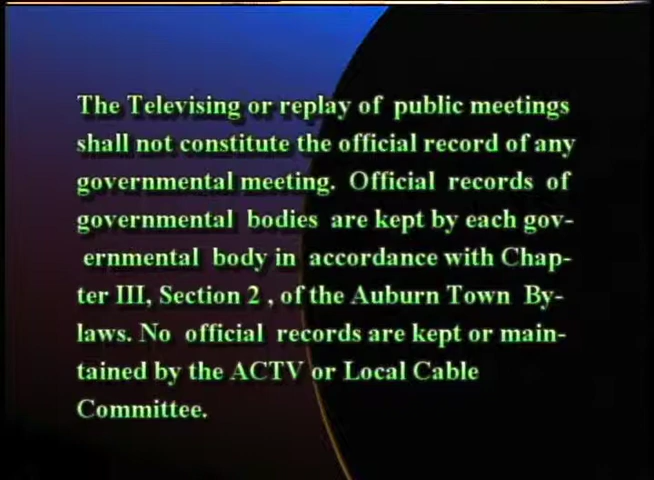 The Televising or replay of public meetings
shall not constitute the official record of any
governmental meeting. Official records of
governmental bodies are kept by each gov-
ernmental body in accordance with Chap-
ter III, Section 2 , of the Auburn Town By-
laws. No official records are kept or main-
tained by the ACTV or Local Cable
Committee.